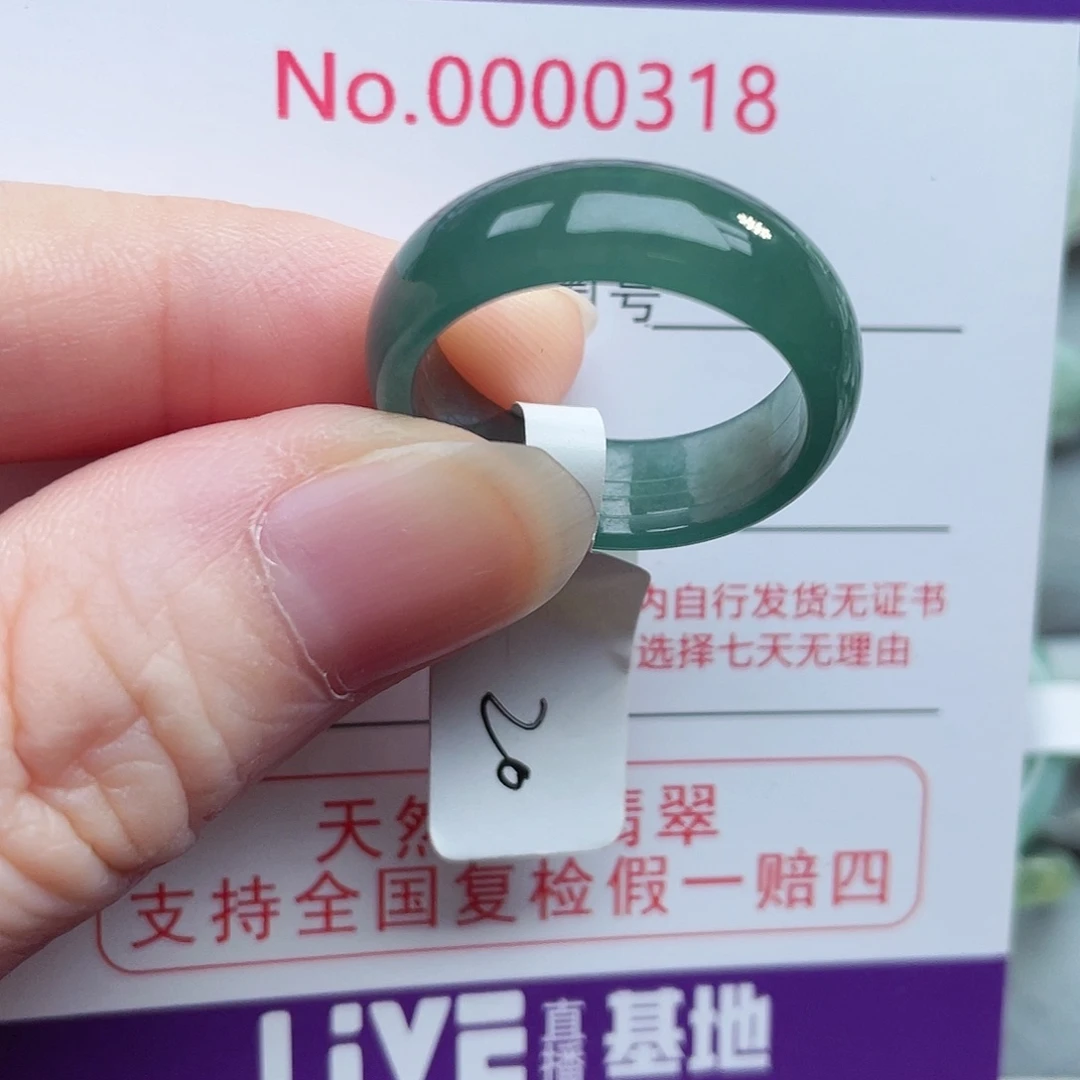 No.0000318
圈号
内自行发货无证书
选择七天无理由
20
天然 翡翠
支持全国复检假一赔四
LiVE 直播 基地